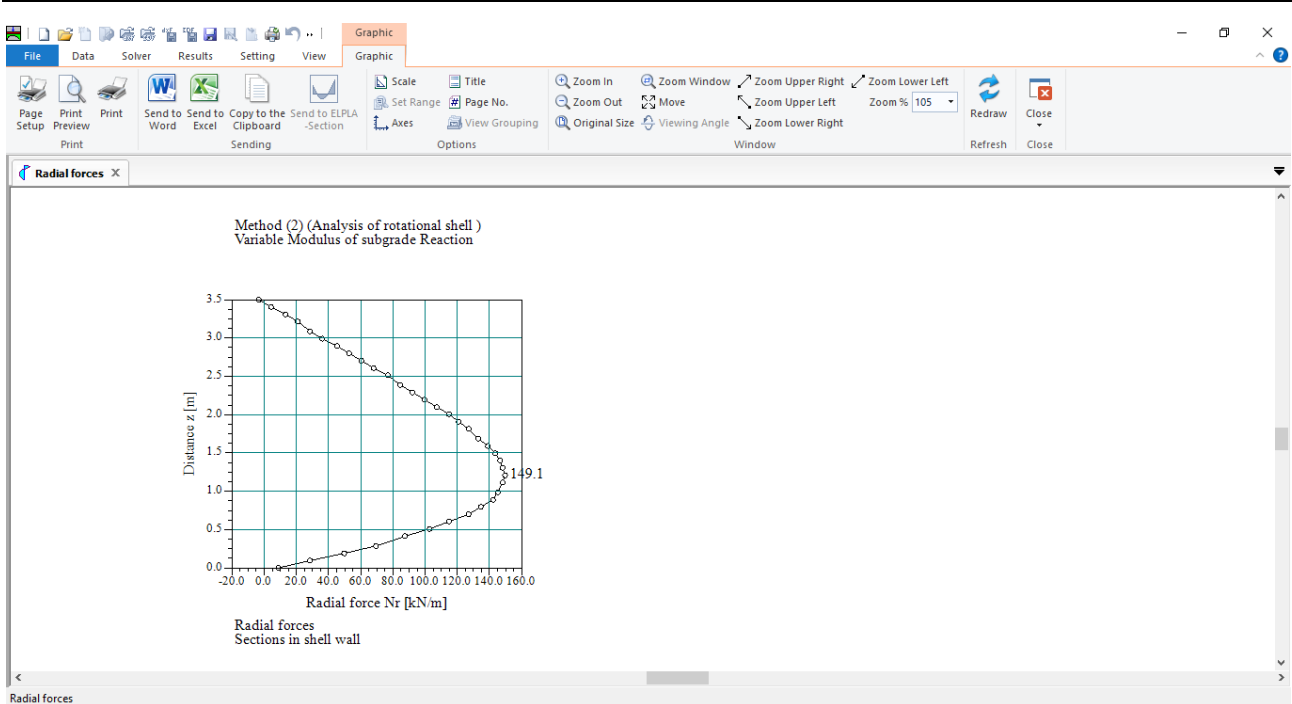 Graphic
File Data Solver Results Setting View Graphic
Page Setup
Print Preview
Print
Send to Word
Send to Excel
Copy to the Clipboard
Send to ELPLA -Section
Scale
Title
Set Range
Page No.
Axes
View Grouping
Zoom In
Zoom Window
Zoom Upper Right
Zoom Lower Left
Zoom Out
Move
Zoom Upper Left
Zoom % 105
Original Size
Viewing Angle
Zoom Lower Right
Redraw
Close
Print Sending Options Window Refresh Close
Radial forces X
Method (2) (Analysis of rotational shell )
Variable Modulus of subgrade Reaction
3.5
3.0
2.5
2.0
1.5
1.0
0.5
0.0
Distance z [m]
149.1
-20.0 0.0 20.0 40.0 60.0 80.0 100.0 120.0 140.0 160.0
Radial force Nr [kN/m]
Radial forces
Sections in shell wall
Radial forces